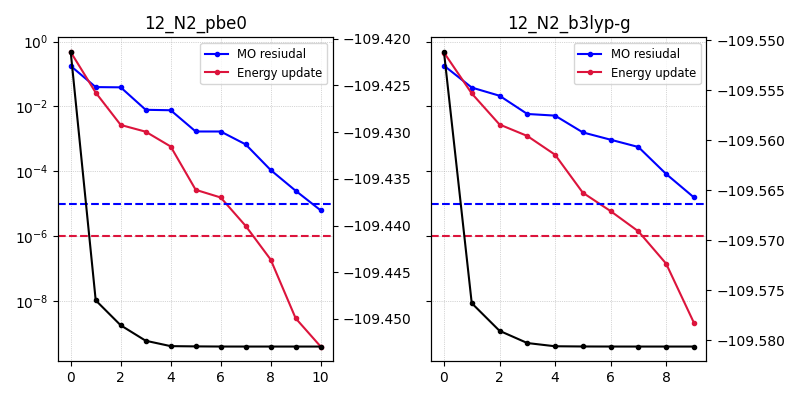 12_N2_pbe0
12_N2_b3lyp-g
MO resiudal
Energy update
MO resiudal
Energy update
10⁰
10⁻²
10⁻⁴
10⁻⁶
10⁻⁸
−109.420
−109.425
−109.430
−109.435
−109.440
−109.445
−109.450
−109.550
−109.555
−109.560
−109.565
−109.570
−109.575
−109.580
0 2 4 6 8 10
0 2 4 6 8